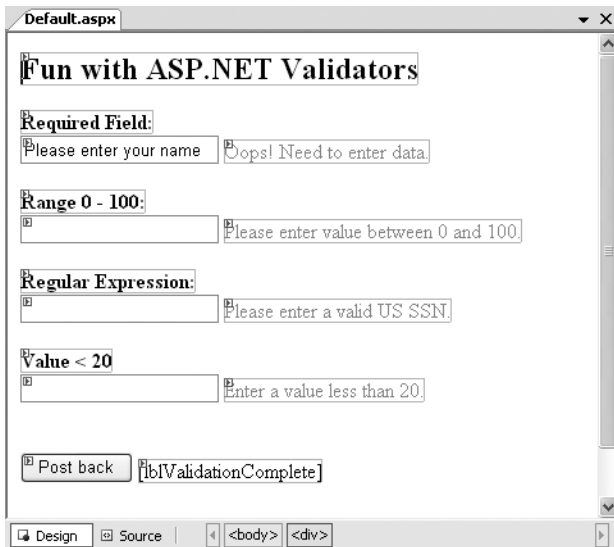 Default.aspx
Fun with ASP.NET Validators
Required Field:
Please enter your name Oops! Need to enter data.
Range 0 - 100:
Please enter value between 0 and 100.
Regular Expression:
Please enter a valid US SSN.
Value < 20
Enter a value less than 20.
Post back [lblValidationComplete]
Design Source <body> <div>